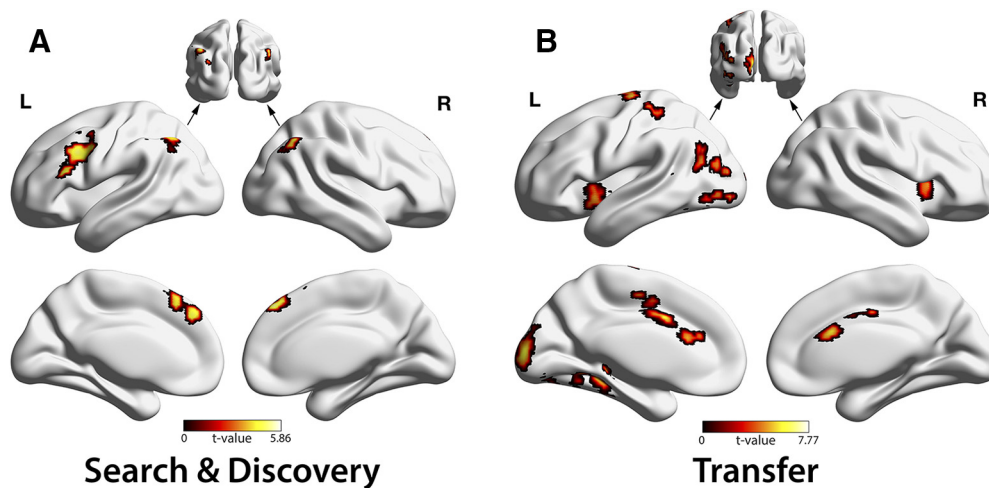 A
B
L
R
L
R
0 t-value 5.86
0 t-value 7.77
Search & Discovery
Transfer